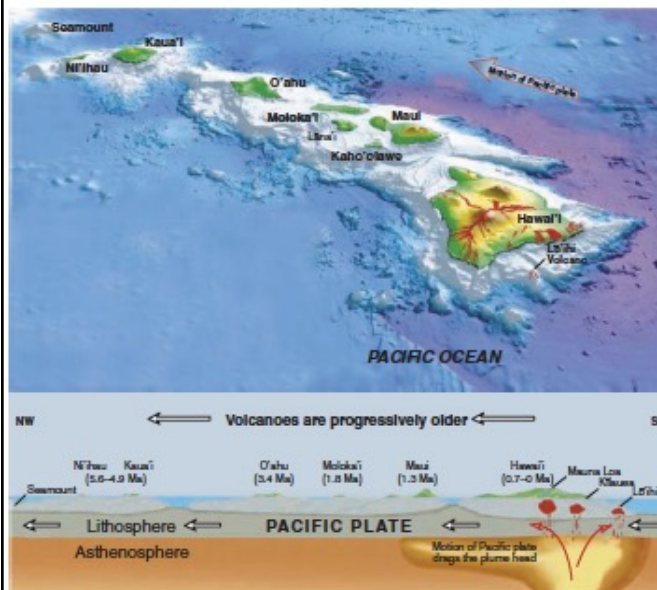 Seamount
Kaua'i
Ni'ihau
O'ahu
Motion of Pacific plate
Moloka'i
Maui
Lāna'i
Kaho'olawe
Hawai'i
Lō'ihi
Volcano
PACIFIC OCEAN
NW
Volcanoes are progressively older
S
Ni'ihau Kaua'i
(5.6–4.9 Ma)
O'ahu
(3.4 Ma)
Moloka'i
(1.8 Ma)
Maui
(1.3 Ma)
Hawai'i
(0.7–0 Ma)
Mauna Loa
Kīlauea
Lō'ihi
Seamount
Lithosphere
PACIFIC PLATE
Asthenosphere
Motion of Pacific plate
drags the plume head